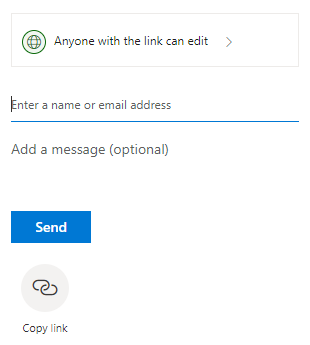 Anyone with the link can edit
Enter a name or email address
Add a message (optional)
Send
Copy link